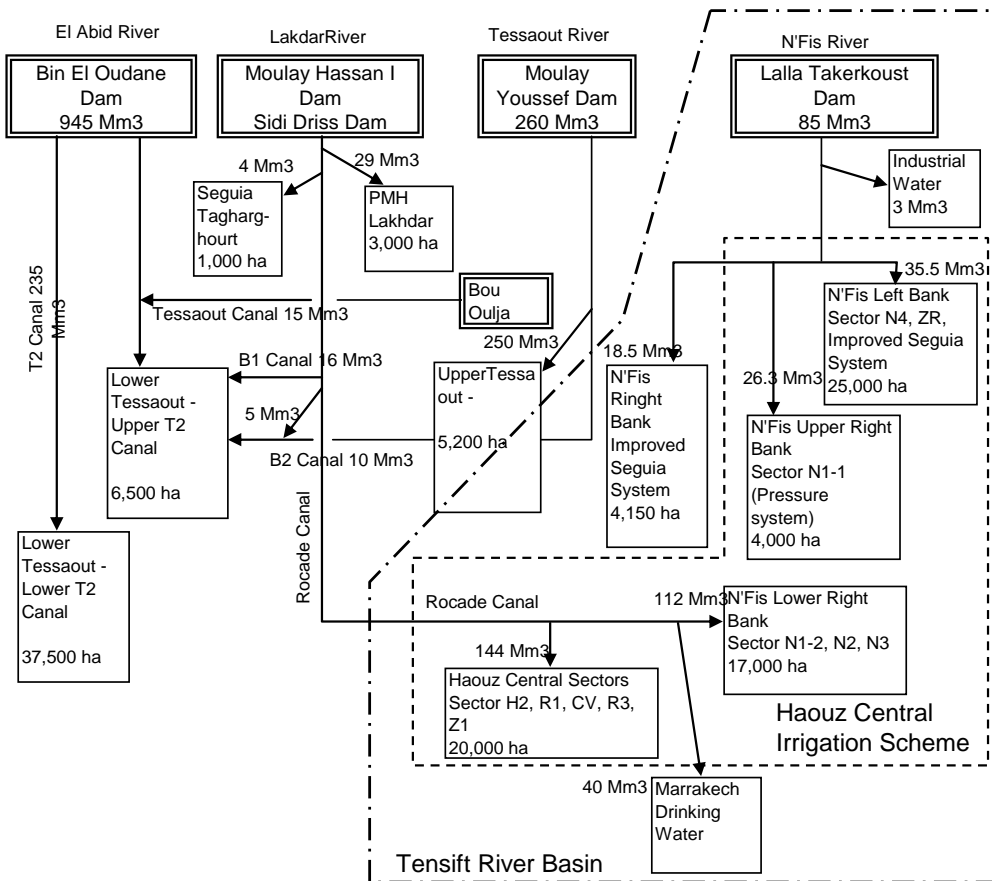 El Abid River
LakdarRiver
Tessaout River
N'Fis River
Bin El Oudane
Dam
945 Mm3
Moulay Hassan I
Dam
Sidi Driss Dam
Moulay
Youssef Dam
260 Mm3
Lalla Takerkoust
Dam
85 Mm3
4 Mm3
29 Mm3
Industrial
Water
3 Mm3
Seguia
Tagharg-
hourt
1,000 ha
PMH
Lakhdar
3,000 ha
T2 Canal 235
Mm3
Tessaout Canal 15 Mm3
Bou
Oulja
35.5 Mm3
N'Fis Left Bank
Sector N4, ZR,
Improved Seguia
System
25,000 ha
250 Mm3
18.5 Mm3
26.3 Mm3
B1 Canal 16 Mm3
Lower
Tessaout -
Upper T2
Canal
6,500 ha
5 Mm3
B2 Canal 10 Mm3
UpperTessa
out -
5,200 ha
N'Fis
Ringht
Bank
Improved
Seguia
System
4,150 ha
N'Fis Upper Right
Bank
Sector N1-1
(Pressure
system)
4,000 ha
Lower
Tessaout -
Lower T2
Canal
37,500 ha
Rocade Canal
Rocade Canal
112 Mm3
N'Fis Lower Right
Bank
Sector N1-2, N2, N3
17,000 ha
144 Mm3
Haouz Central Sectors
Sector H2, R1, CV, R3,
Z1
20,000 ha
Haouz Central
Irrigation Scheme
40 Mm3
Marrakech
Drinking
Water
Tensift River Basin